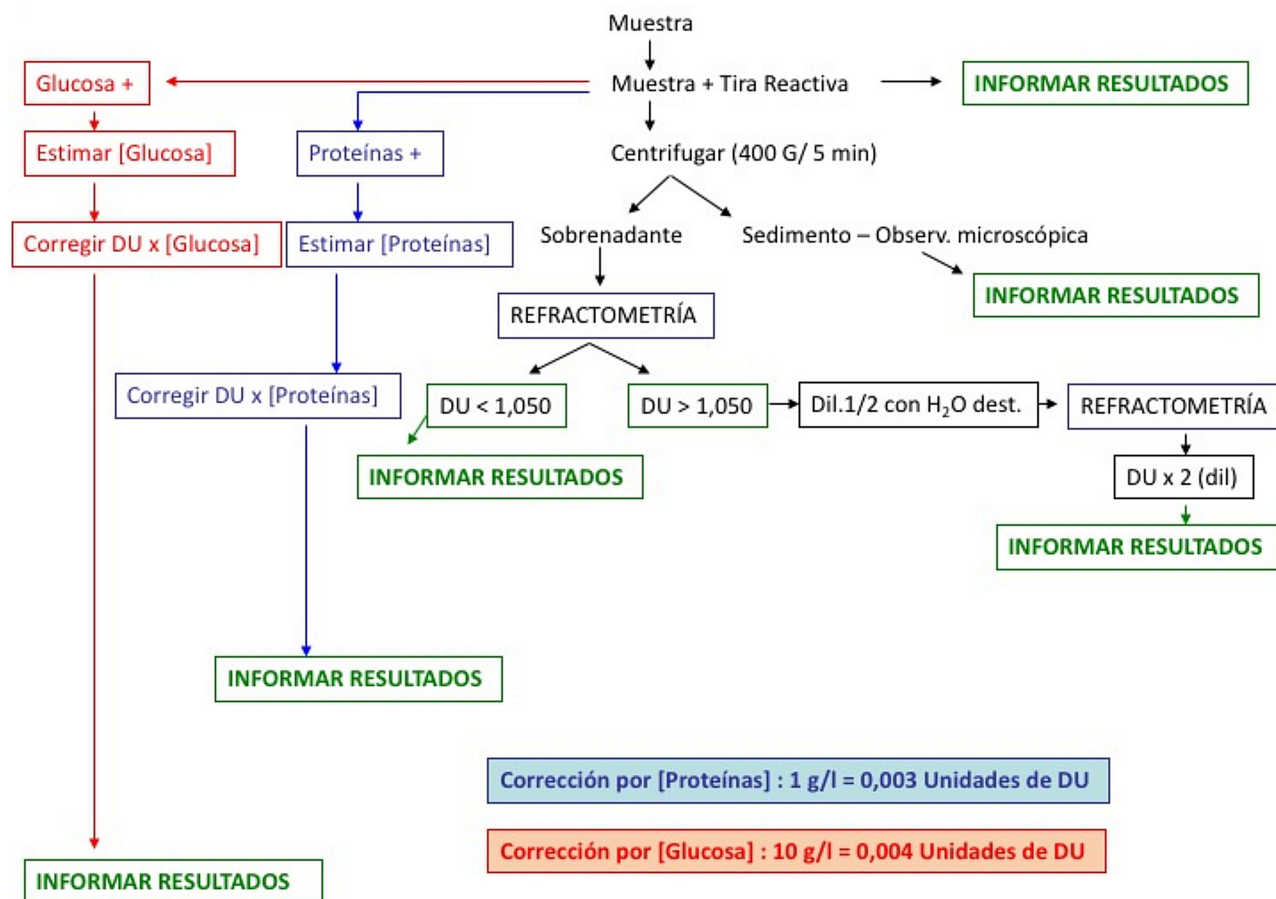 Muestra
Glucosa +
Muestra + Tira Reactiva
INFORMAR RESULTADOS
Estimar [Glucosa]
Proteínas +
Centrifugar (400 G/ 5 min)
Corregir DU x [Glucosa]
Estimar [Proteínas]
Sobrenadante
Sedimento – Observ. microscópica
INFORMAR RESULTADOS
REFRACTOMETRÍA
Corregir DU x [Proteínas]
DU < 1,050
DU > 1,050
Dil.1/2 con H₂O dest.
REFRACTOMETRÍA
INFORMAR RESULTADOS
DU x 2 (dil)
INFORMAR RESULTADOS
INFORMAR RESULTADOS
Corrección por [Proteínas] : 1 g/l = 0,003 Unidades de DU
Corrección por [Glucosa] : 10 g/l = 0,004 Unidades de DU
INFORMAR RESULTADOS